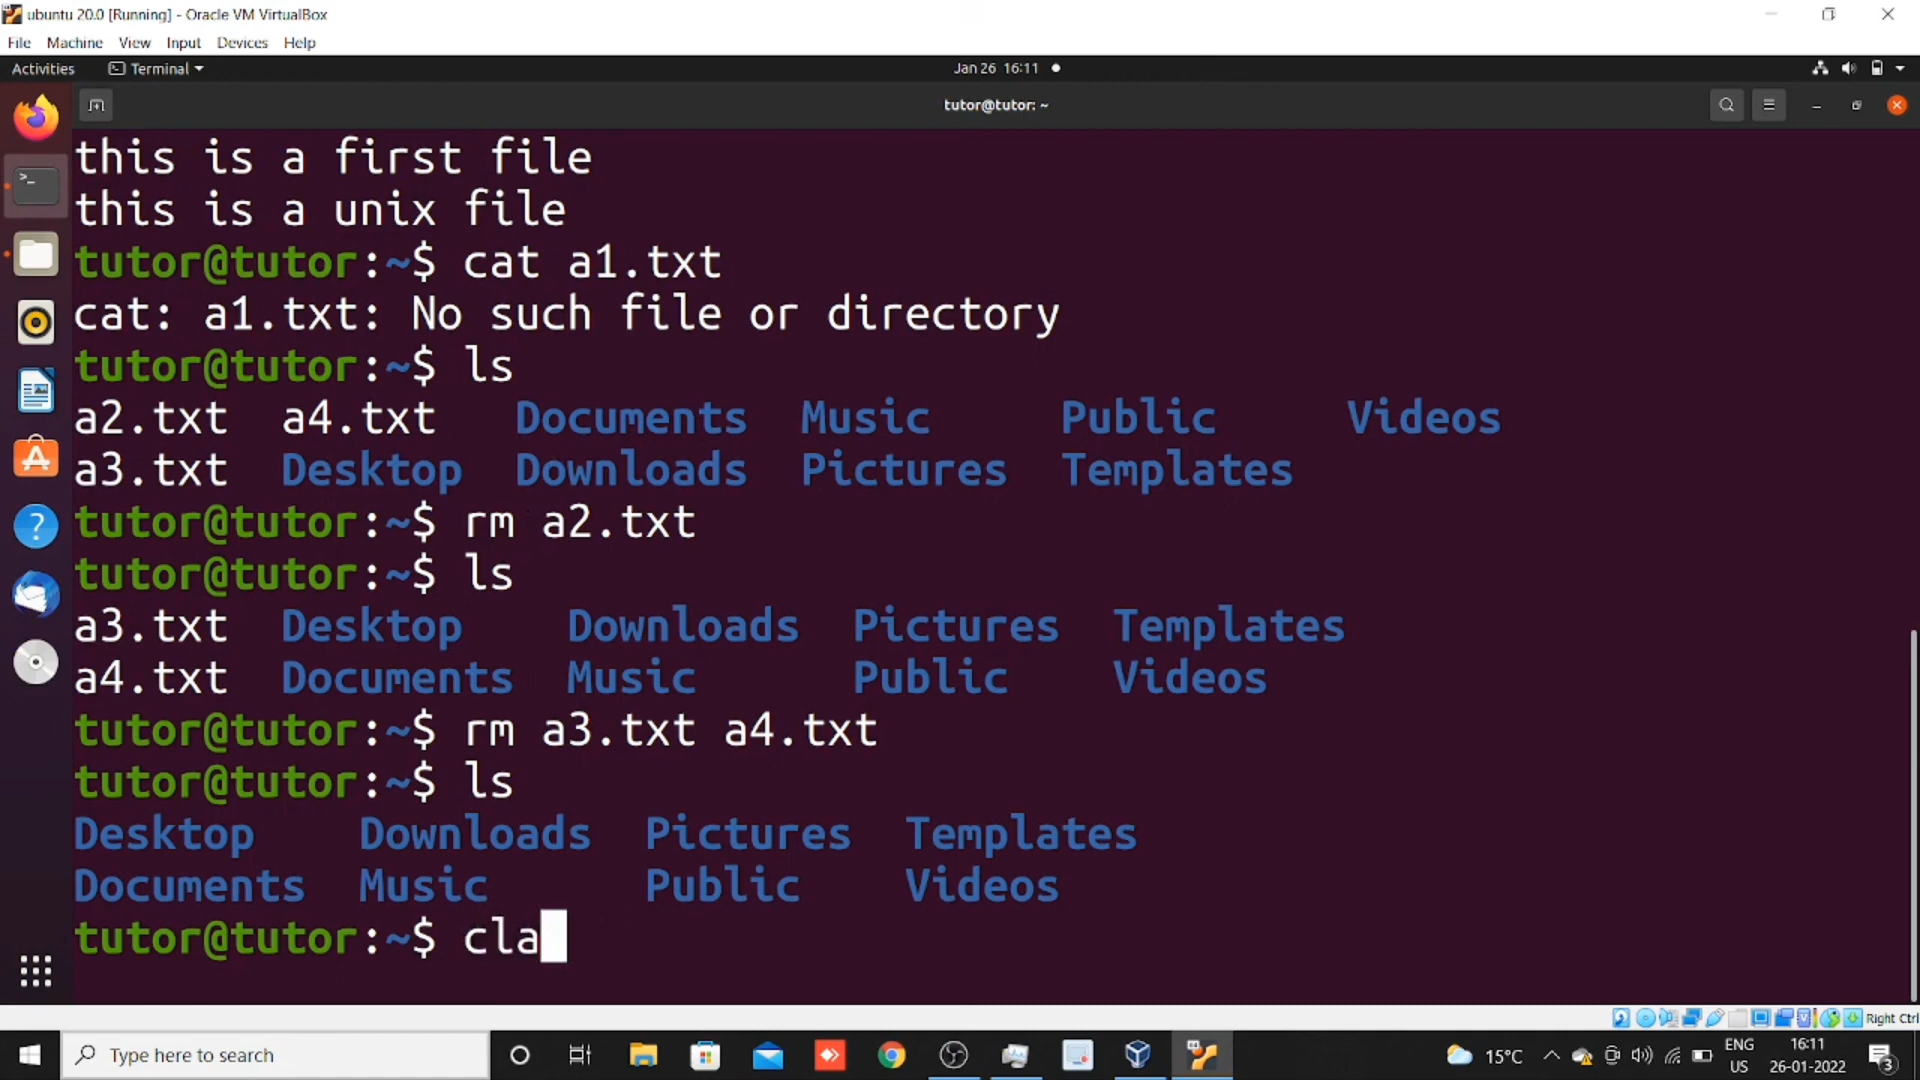 ubuntu 20.0 [Running] - Oracle VM VirtualBox
File Machine View Input Devices Help
Activities Terminal Jan 26 16:11
tutor@tutor: ~
this is a first file
this is a unix file
tutor@tutor:~$ cat a1.txt
cat: a1.txt: No such file or directory
tutor@tutor:~$ ls
a2.txt a4.txt Documents Music Public Videos
a3.txt Desktop Downloads Pictures Templates
tutor@tutor:~$ rm a2.txt
tutor@tutor:~$ ls
a3.txt Desktop Downloads Pictures Templates
a4.txt Documents Music Public Videos
tutor@tutor:~$ rm a3.txt a4.txt
tutor@tutor:~$ ls
Desktop Downloads Pictures Templates
Documents Music Public Videos
tutor@tutor:~$ cla
Right Ctrl
Type here to search
15°C
ENG
US
16:11
26-01-2022
3